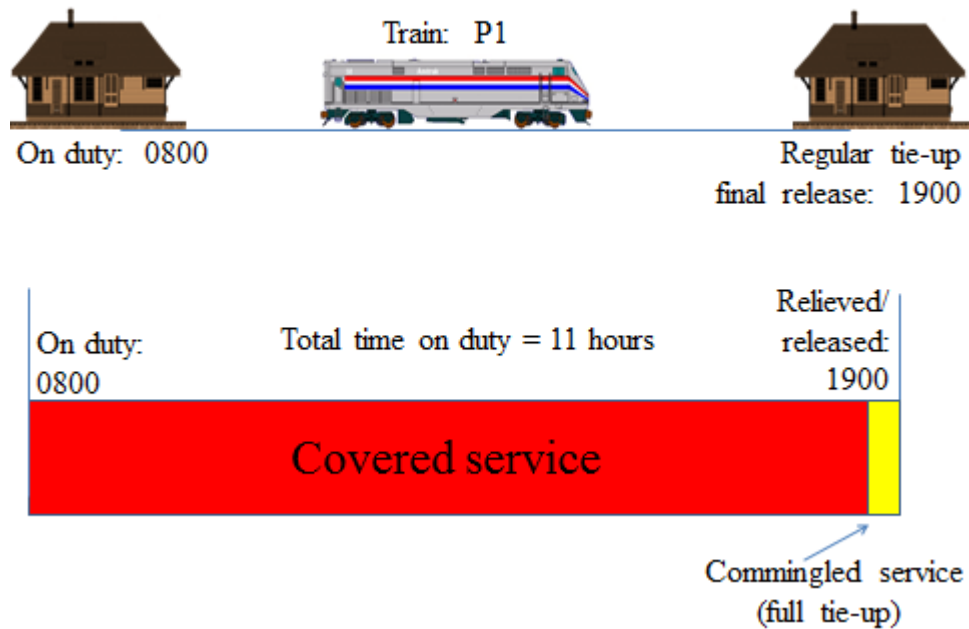 Train: P1
On duty: 0800
Regular tie-up
final release: 1900
On duty:
0800
Total time on duty = 11 hours
Relieved/
released:
1900
Covered service
Commingled service
(full tie-up)